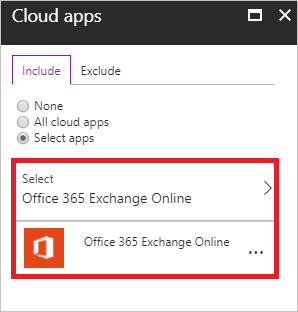 Cloud apps
Include Exclude
None
All cloud apps
Select apps
Select
Office 365 Exchange Online
Office 365 Exchange Online ...